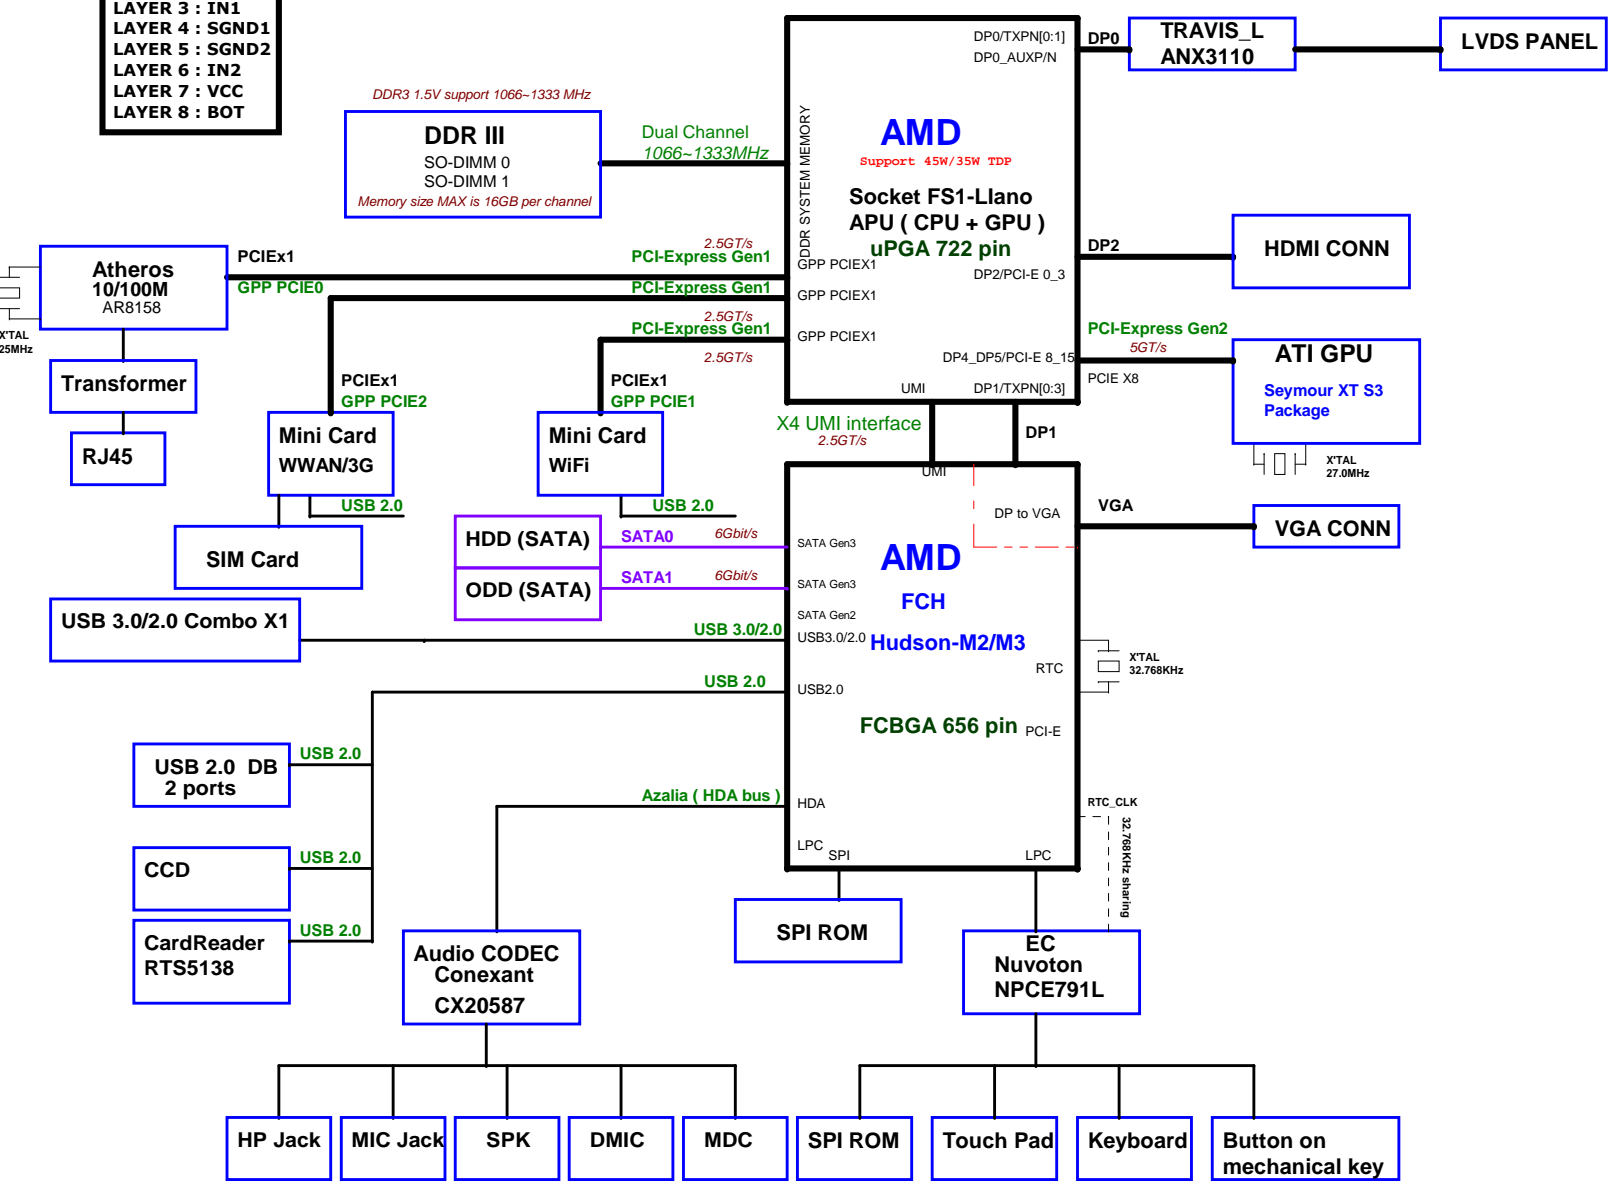 LAYER 3 : IN1
LAYER 4 : SGND1
LAYER 5 : SGND2
LAYER 6 : IN2
LAYER 7 : VCC
LAYER 8 : BOT
DDR3 1.5V support 1066~1333 MHz
DDR III
SO-DIMM 0
SO-DIMM 1
Memory size MAX is 16GB per channel
Dual Channel
1066~1333MHz
DDR SYSTEM MEMORY
DP0/TXPN[0:1]
DP0_AUXP/N
AMD
Support 45W/35W TDP
Socket FS1-Llano
APU ( CPU + GPU )
uPGA 722 pin
GPP PCIEX1
DP2/PCI-E 0_3
GPP PCIEX1
GPP PCIEX1
DP4_DP5/PCI-E 8_15
UMI
DP1/TXPN[0:3]
DP0
TRAVIS_L
ANX3110
LVDS PANEL
DP2
HDMI CONN
PCI-Express Gen2
5GT/s
PCIE X8
ATI GPU
Seymour XT S3
Package
X'TAL
27.0MHz
Atheros
10/100M
AR8158
X'TAL
25MHz
PCIEx1
GPP PCIE0
2.5GT/s
PCI-Express Gen1
PCI-Express Gen1
2.5GT/s
PCI-Express Gen1
2.5GT/s
Transformer
RJ45
PCIEx1
GPP PCIE2
Mini Card
WWAN/3G
USB 2.0
SIM Card
PCIEx1
GPP PCIE1
Mini Card
WiFi
USB 2.0
X4 UMI interface
2.5GT/s
DP1
UMI
DP to VGA
VGA
VGA CONN
HDD (SATA)
SATA0
6Gbit/s
SATA Gen3
ODD (SATA)
SATA1
6Gbit/s
SATA Gen3
SATA Gen2
AMD
FCH
Hudson-M2/M3
FCBGA 656 pin
USB 3.0/2.0 Combo X1
USB 3.0/2.0
USB3.0/2.0
USB 2.0
USB2.0
RTC
X'TAL
32.768KHz
PCI-E
USB 2.0 DB
2 ports
USB 2.0
CCD
USB 2.0
CardReader
RTS5138
USB 2.0
Azalia ( HDA bus )
HDA
LPC
SPI
LPC
RTC_CLK
32.768KHz sharing
SPI ROM
Audio CODEC
Conexant
CX20587
EC
Nuvoton
NPCE791L
HP Jack
MIC Jack
SPK
DMIC
MDC
SPI ROM
Touch Pad
Keyboard
Button on
mechanical key